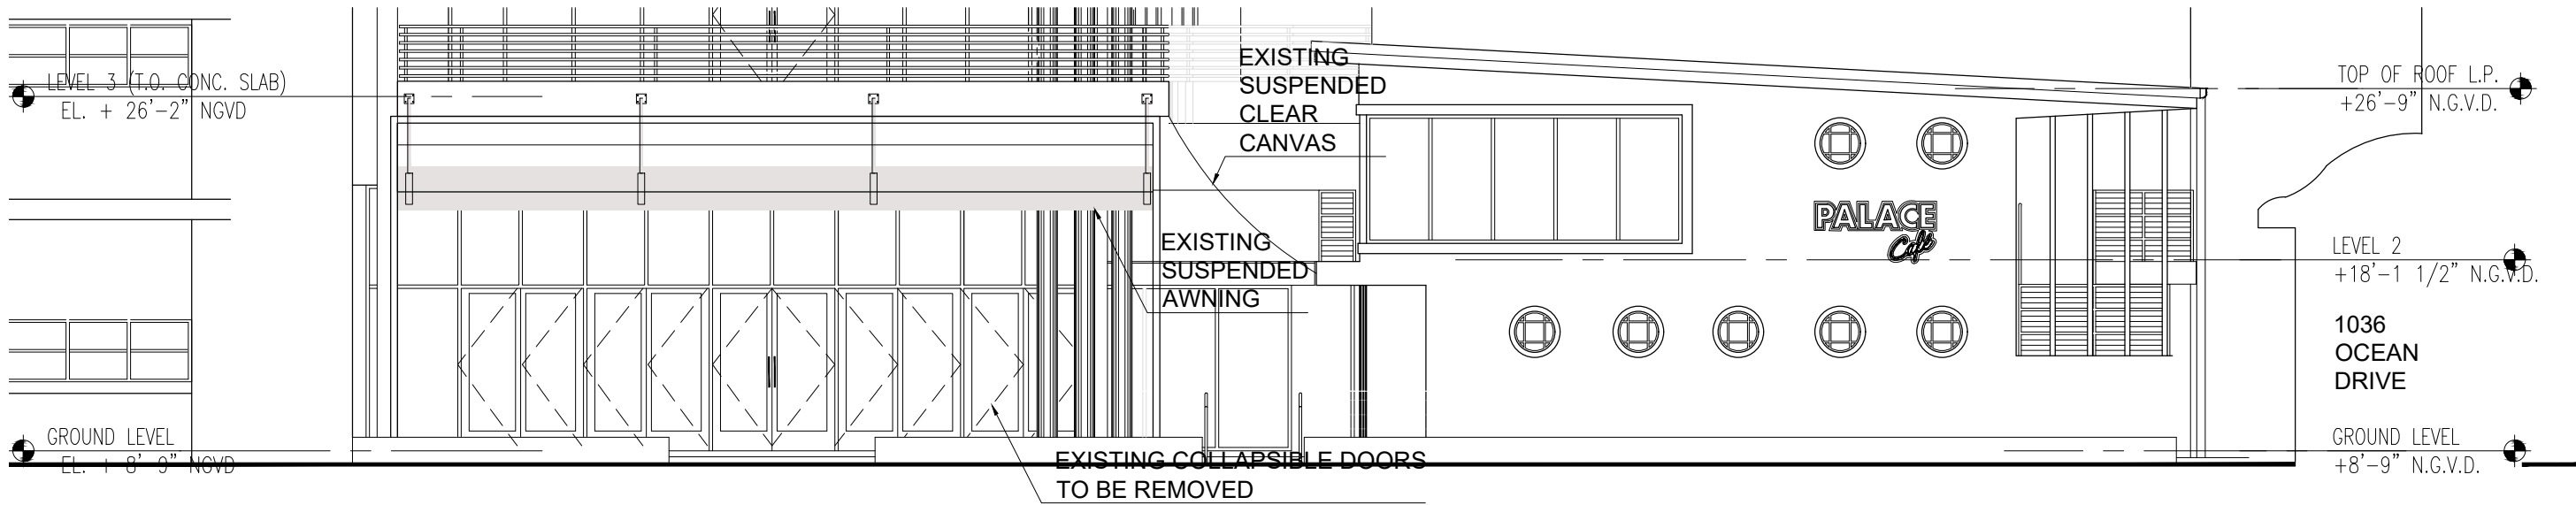 LEVEL 3 (T.O. CONC. SLAB)
EL. + 26'-2" NGVD
GROUND LEVEL
EL. + 8'-9" NGVD
EXISTING
SUSPENDED
CLEAR
CANVAS
EXISTING
SUSPENDED
AWNING
EXISTING COLLAPSIBLE DOORS
TO BE REMOVED
PALACE
Café
TOP OF ROOF L.P.
+26'-9" N.G.V.D.
LEVEL 2
+18'-1 1/2" N.G.V.D.
1036
OCEAN
DRIVE
GROUND LEVEL
+8'-9" N.G.V.D.